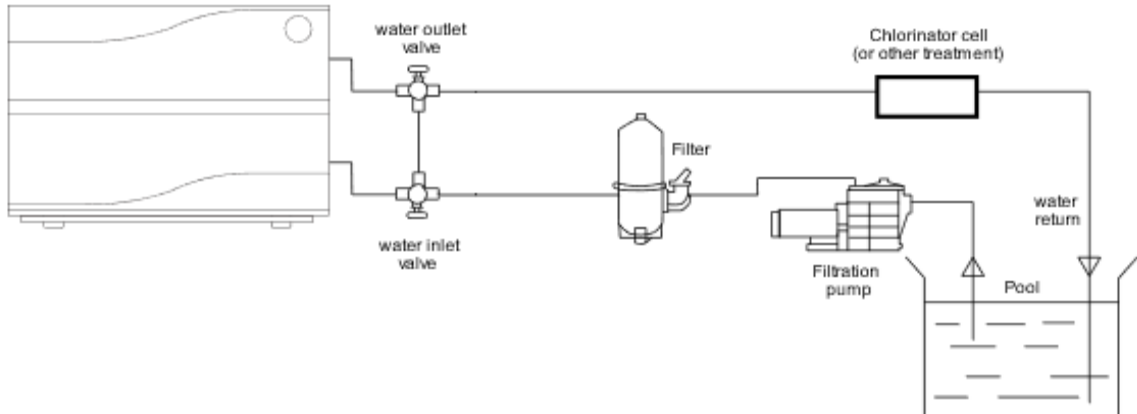 water outlet
valve
Chlorinator cell
(or other treatment)
Filter
water inlet
valve
Filtration
pump
water
return
Pool